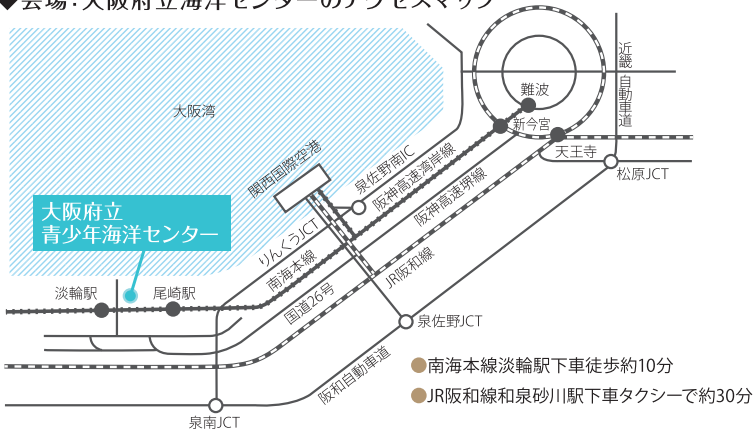 ◆会場：大阪府立海洋センターのアクセスマップ
近畿自動車道
難波
大阪湾
新今宮
天王寺
関西国際空港
泉佐野南IC
阪神高速湾岸線
松原JCT
阪神高速堺線
大阪府立
青少年海洋センター
りんくうJCT
南海本線
JR阪和線
淡輪駅
尾崎駅
国道26号
泉佐野JCT
阪和自動車道
南海本線淡輪駅下車徒歩約10分
JR阪和線和泉砂川駅下車タクシーで約30分
泉南JCT